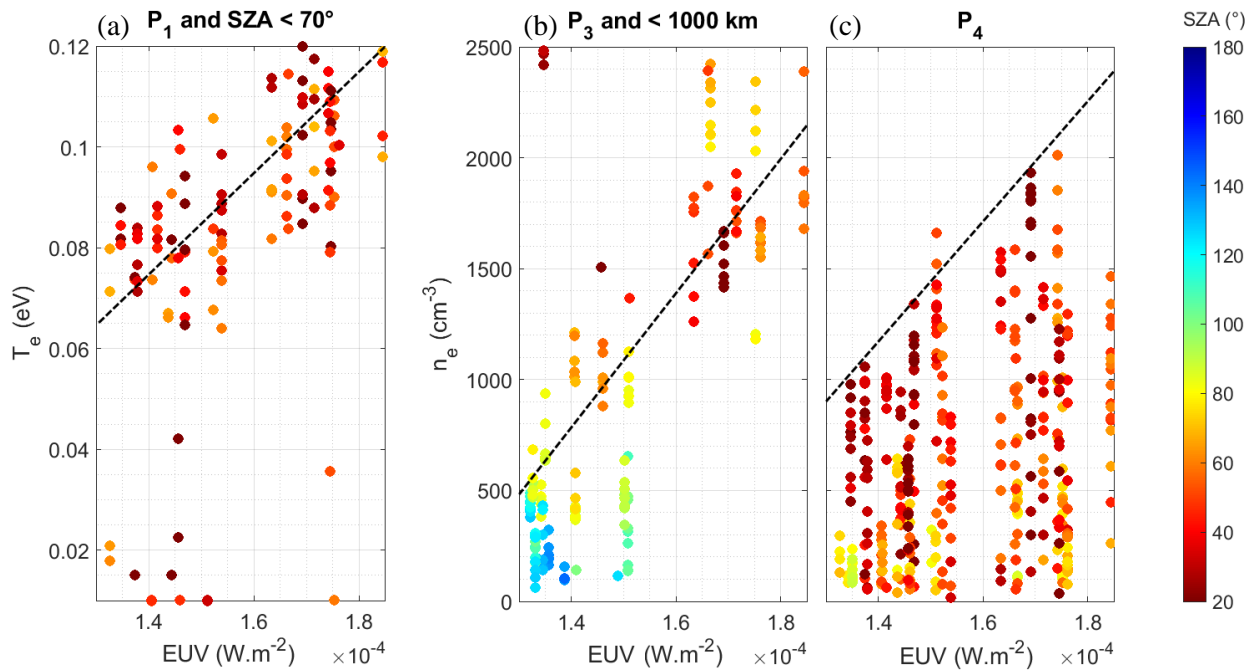 (a) P₁ and SZA < 70°
(b) P₃ and < 1000 km
(c) P₄
SZA (°)
0.12
0.1
0.08
0.06
0.04
0.02
Tₑ (eV)
1.4 1.6 1.8
EUV (W.m⁻²) ×10⁻⁴
2500
2000
1500
1000
500
0
nₑ (cm⁻³)
1.4 1.6 1.8
EUV (W.m⁻²) ×10⁻⁴
1.4 1.6 1.8
EUV (W.m⁻²) ×10⁻⁴
180
160
140
120
100
80
60
40
20